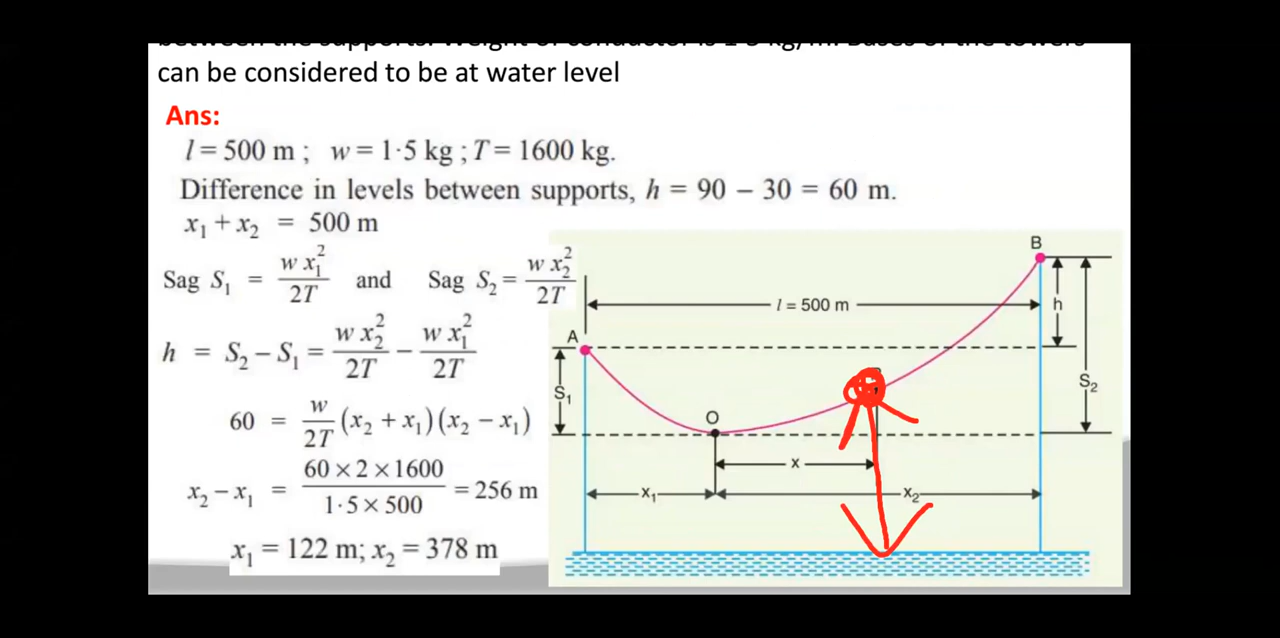 between the supports. Weight of conductor is 1·5 kg/m. Bases of the towers
can be considered to be at water level
Ans:
l = 500 m ; w = 1·5 kg ; T = 1600 kg.
Difference in levels between supports, h = 90 − 30 = 60 m.
x₁ + x₂ = 500 m
Sag S₁ = w x₁² / 2T and Sag S₂ = w x₂² / 2T
h = S₂ − S₁ = w x₂² / 2T − w x₁² / 2T
60 = w / 2T (x₂ + x₁) (x₂ − x₁)
x₂ − x₁ = 60 × 2 × 1600 / 1·5 × 500 = 256 m
x₁ = 122 m; x₂ = 378 m
B
l = 500 m
h
A
S₁
S₂
O
x
x₁
x₂